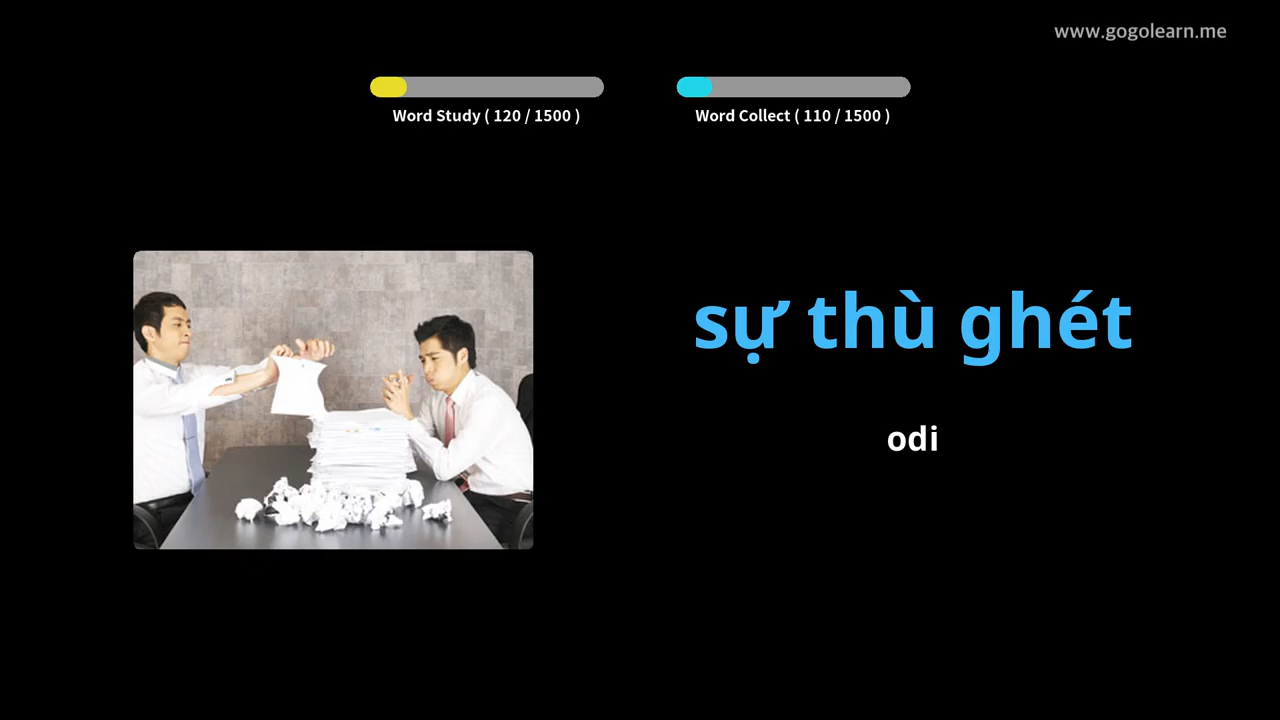 www.gogolearn.me
Word Study ( 120 / 1500 )
Word Collect ( 110 / 1500 )
sự thù ghét
odi